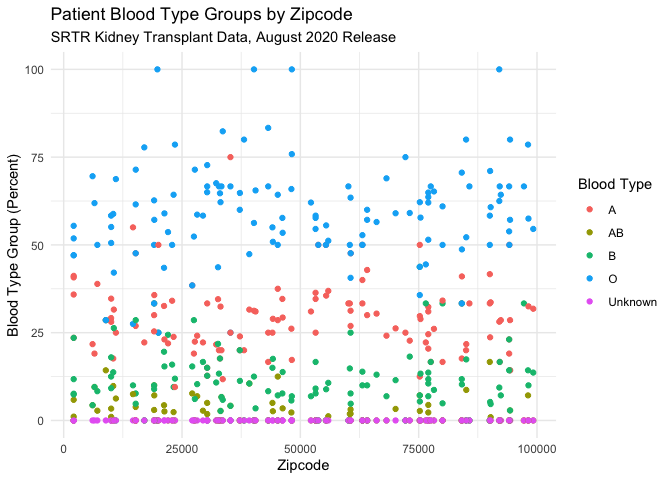 Patient Blood Type Groups by Zipcode
SRTR Kidney Transplant Data, August 2020 Release
Blood Type Group (Percent)
100
75
50
25
0
0
25000
50000
75000
100000
Zipcode
Blood Type
A
AB
B
O
Unknown